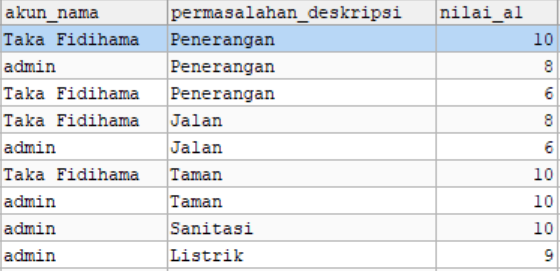 akun_nama permasalahan_deskripsi nilai_al
Taka Fidihama Penerangan 10
admin Penerangan 8
Taka Fidihama Penerangan 6
Taka Fidihama Jalan 8
admin Jalan 6
Taka Fidihama Taman 10
admin Taman 10
admin Sanitasi 10
admin Listrik 9